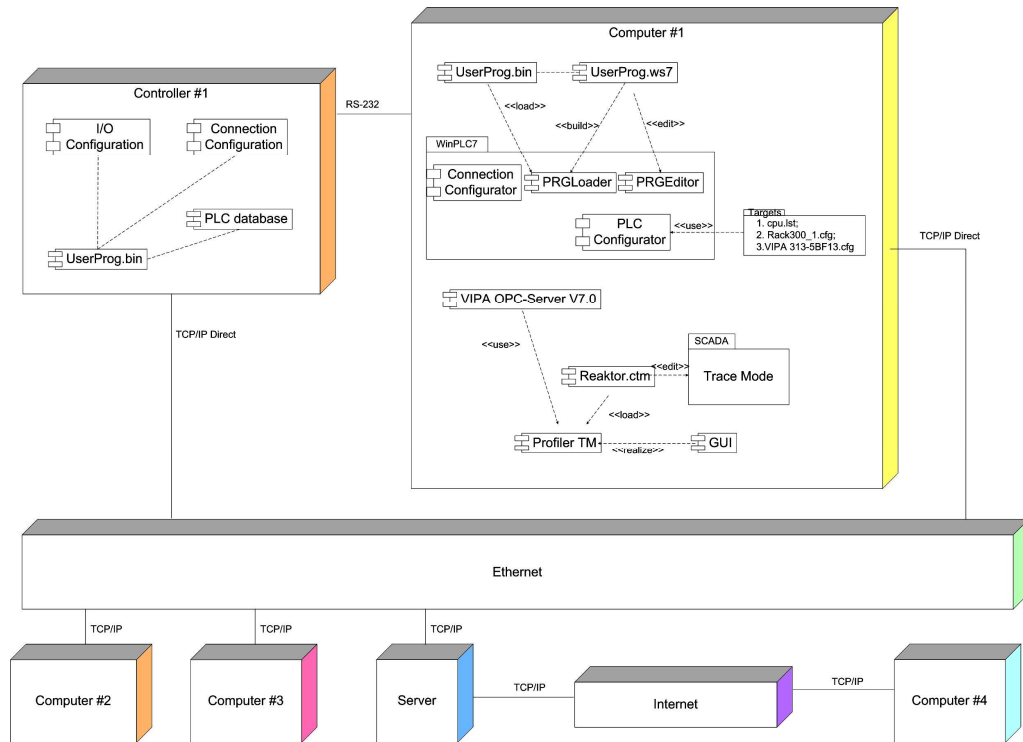 Computer #1
UserProg.bin
UserProg.ws7
<<load>>
<<build>>
<<edit>>
WinPLC7
Connection
Configurator
PRGLoader
PRGEditor
PLC
Configurator
<<use>>
Targets
1. cpu.lst;
2. Rack300_1.cfg;
3.VIPA 313-5BF13.cfg
VIPA OPC-Server V7.0
<<use>>
SCADA
Reaktor.ctm
<<edit>>
Trace Mode
<<load>>
Profiler TM
<<realize>>
GUI
Controller #1
I/O
Configuration
Connection
Configuration
PLC database
UserProg.bin
RS-232
TCP/IP Direct
TCP/IP Direct
Ethernet
TCP/IP
TCP/IP
TCP/IP
Computer #2
Computer #3
Server
TCP/IP
Internet
TCP/IP
Computer #4